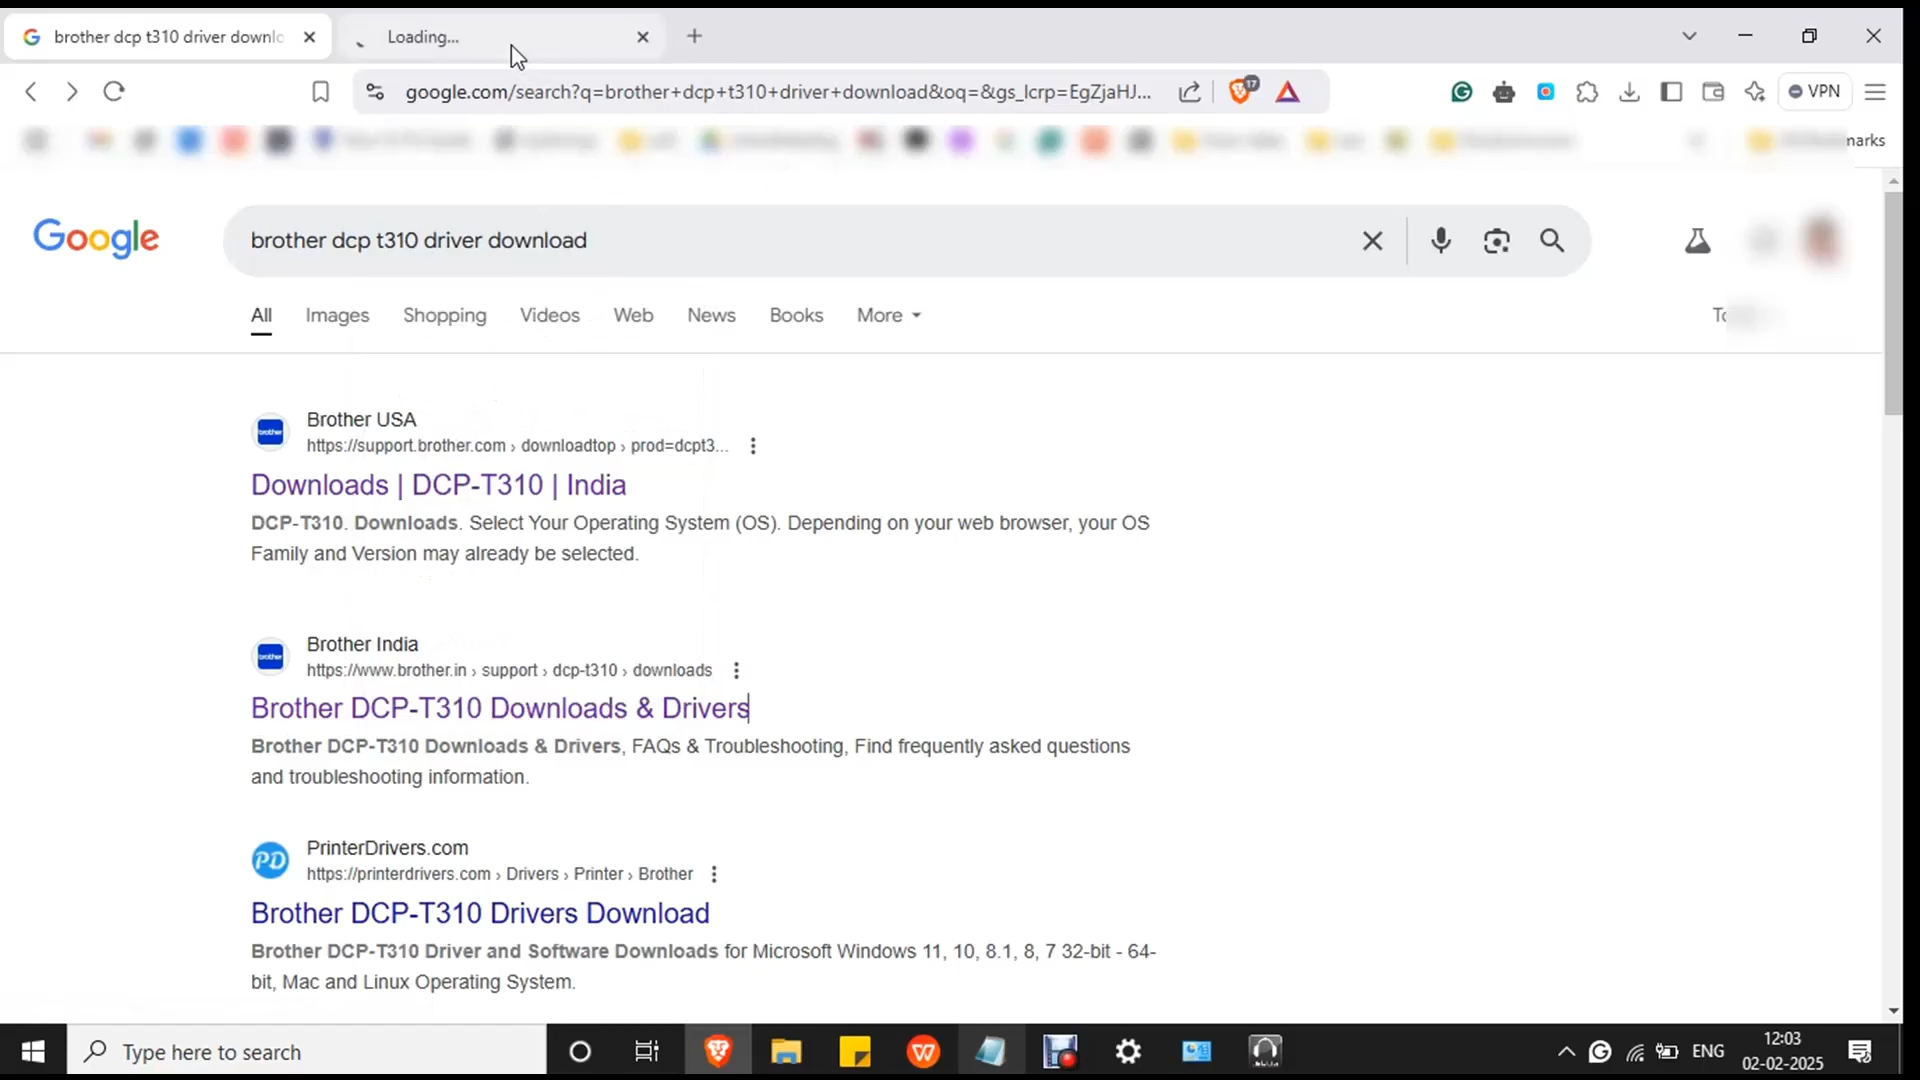 brother dcp t310 driver downlo
Loading...
google.com/search?q=brother+dcp+t310+driver+download&oq=&gs_lcrp=EgZjaHJ...
17
VPN
marks
Google
brother dcp t310 driver download
All
Images
Shopping
Videos
Web
News
Books
More
Brother USA
brother
https://support.brother.com › downloadtop › prod=dcpt3...
Downloads | DCP-T310 | India
DCP-T310. Downloads. Select Your Operating System (OS). Depending on your web browser, your OS
Family and Version may already be selected.
Brother India
brother
https://www.brother.in › support › dcp-t310 › downloads
Brother DCP-T310 Downloads & Drivers
Brother DCP-T310 Downloads & Drivers, FAQs & Troubleshooting, Find frequently asked questions
and troubleshooting information.
PrinterDrivers.com
PD
https://printerdrivers.com › Drivers › Printer › Brother
Brother DCP-T310 Drivers Download
Brother DCP-T310 Driver and Software Downloads for Microsoft Windows 11, 10, 8.1, 8, 7 32-bit - 64-
bit, Mac and Linux Operating System.
Type here to search
ENG
12:03
02-02-2025